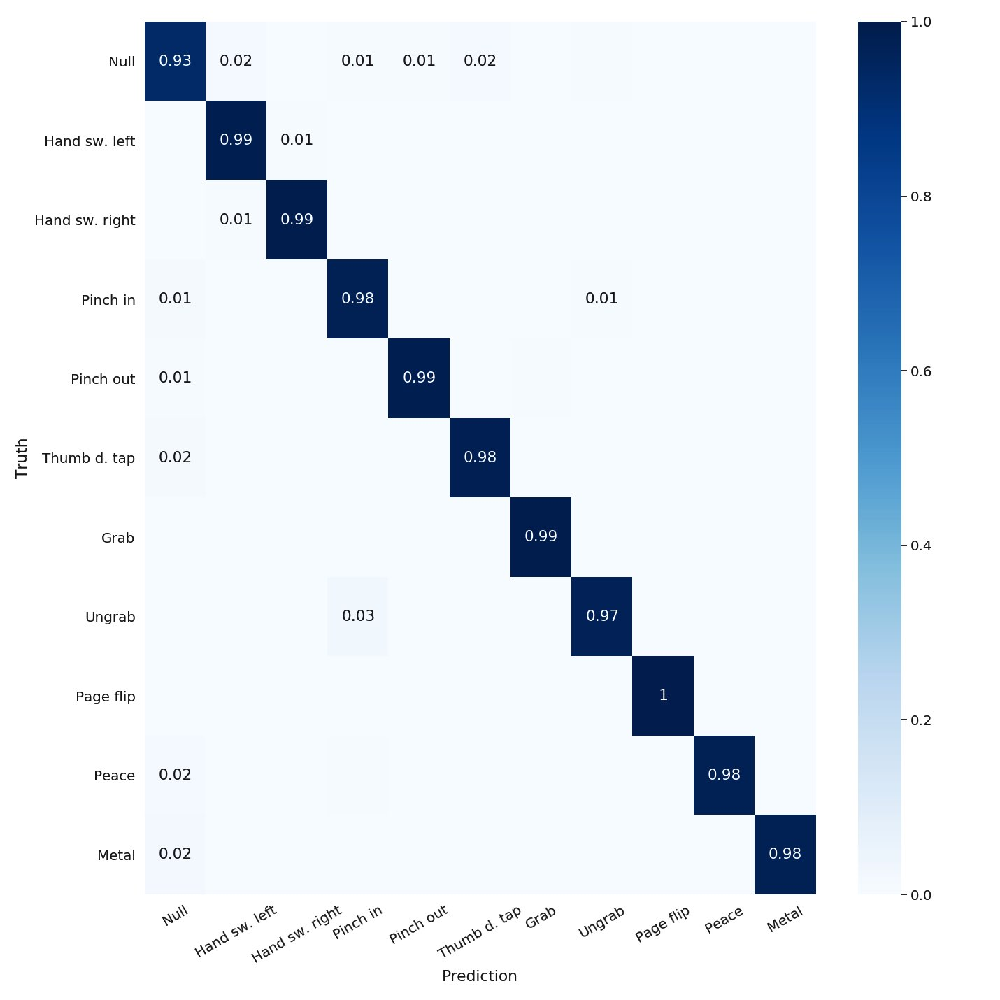 Null 0.93 0.02 0.01 0.01 0.02
Hand sw. left 0.99 0.01
Hand sw. right 0.01 0.99
Pinch in 0.01 0.98 0.01
Pinch out 0.01 0.99
Thumb d. tap 0.02 0.98
Grab 0.99
Ungrab 0.03 0.97
Page flip 1
Peace 0.02 0.98
Metal 0.02 0.98
Truth
Null Hand sw. left Hand sw. right Pinch in Pinch out Thumb d. tap Grab Ungrab Page flip Peace Metal
Prediction
1.0
0.8
0.6
0.4
0.2
0.0